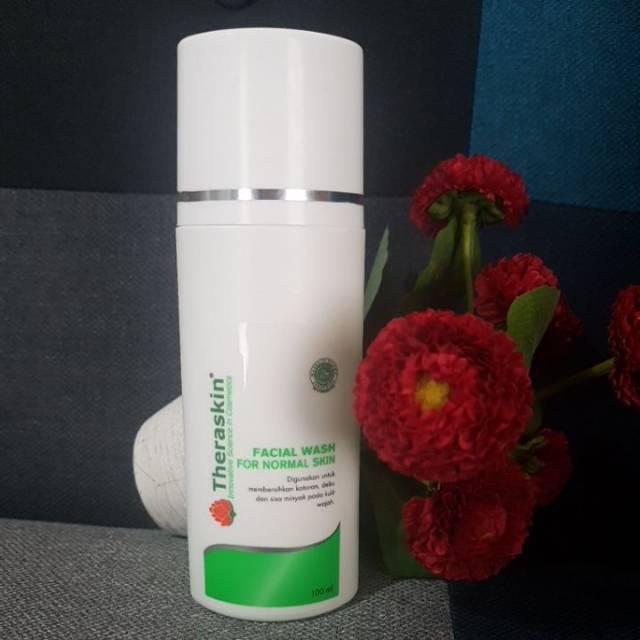 Theraskin®
Innovative Science in Cosmetics
FACIAL WASH
FOR NORMAL SKIN
Digunakan untuk
membersihkan kotoran, debu
dan sisa minyak pada kulit
wajah.
100 ml